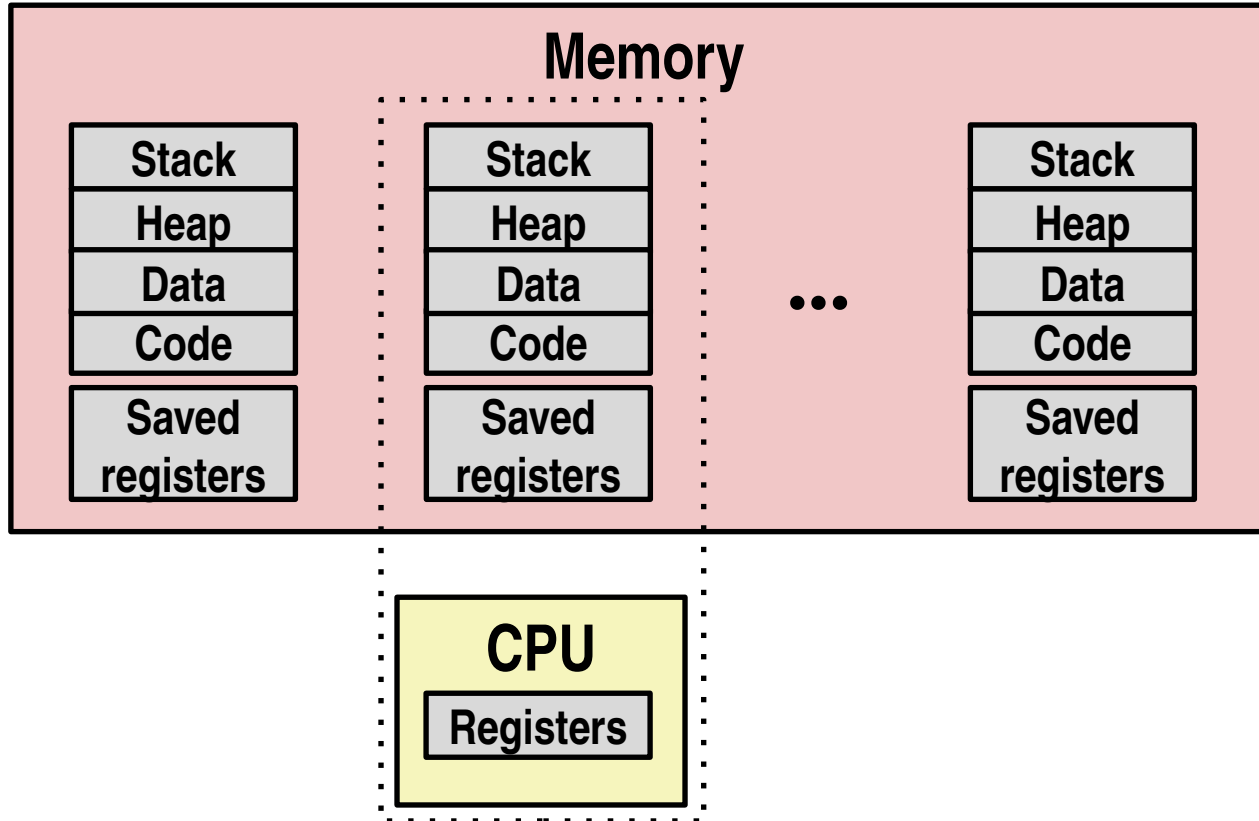 Memory
Stack
Heap
Data
Code
Saved
registers
Stack
Heap
Data
Code
Saved
registers
...
Stack
Heap
Data
Code
Saved
registers
CPU
Registers